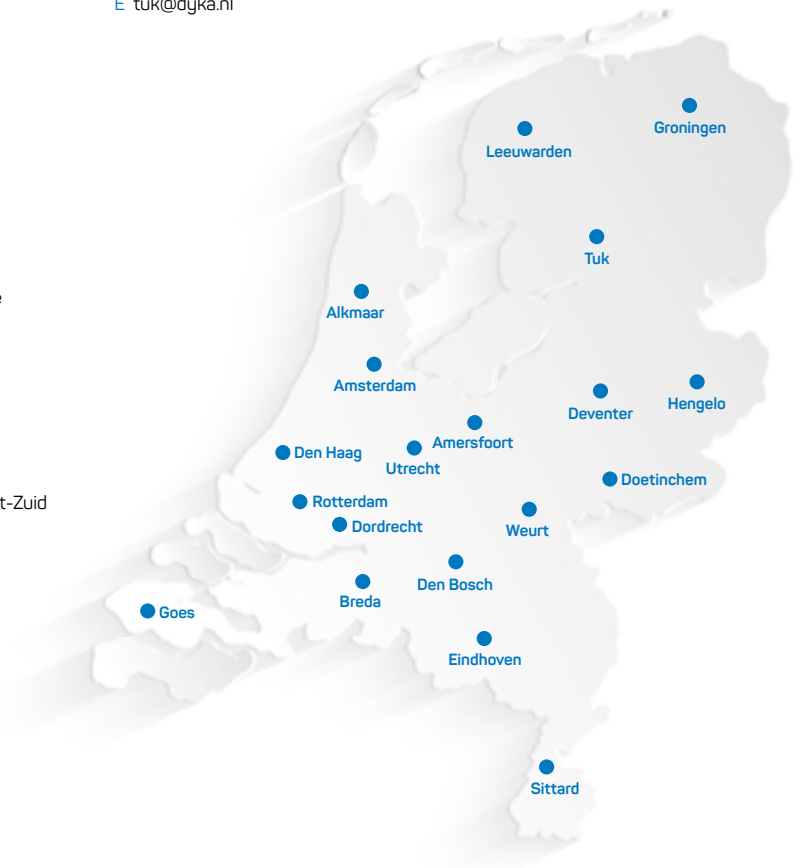 E tuk@dyka.nl
Groningen
Leeuwarden
Tuk
e
Alkmaar
Amsterdam
Hengelo
Deventer
Amersfoort
Den Haag
Utrecht
Doetinchem
Rotterdam
t-Zuid
Dordrecht
Weurt
Den Bosch
Breda
Goes
Eindhoven
Sittard